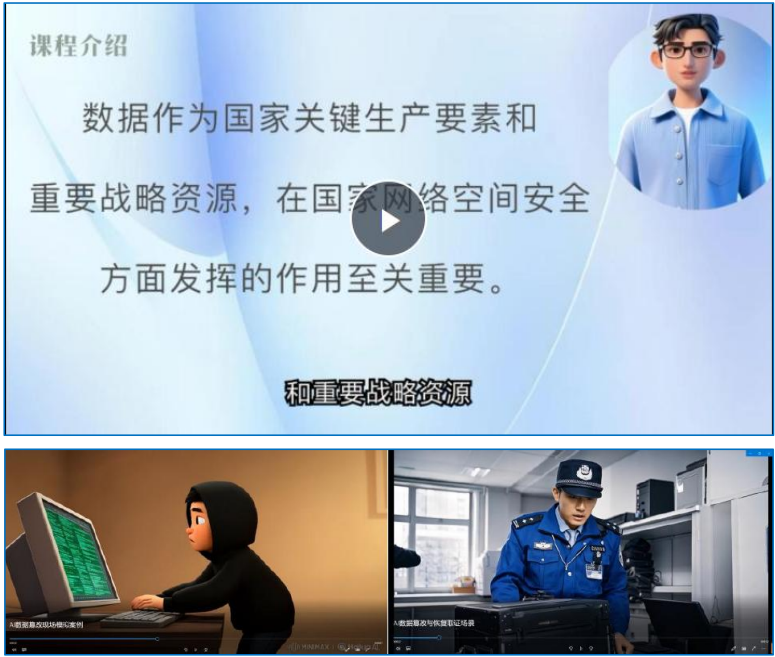 课程介绍
数据作为国家关键生产要素和
重要战略资源，在国家网络空间安全
方面发挥的作用至关重要。
和重要战略资源
AI数据篡改现场模拟案例
AI数据篡改与恢复取证场景